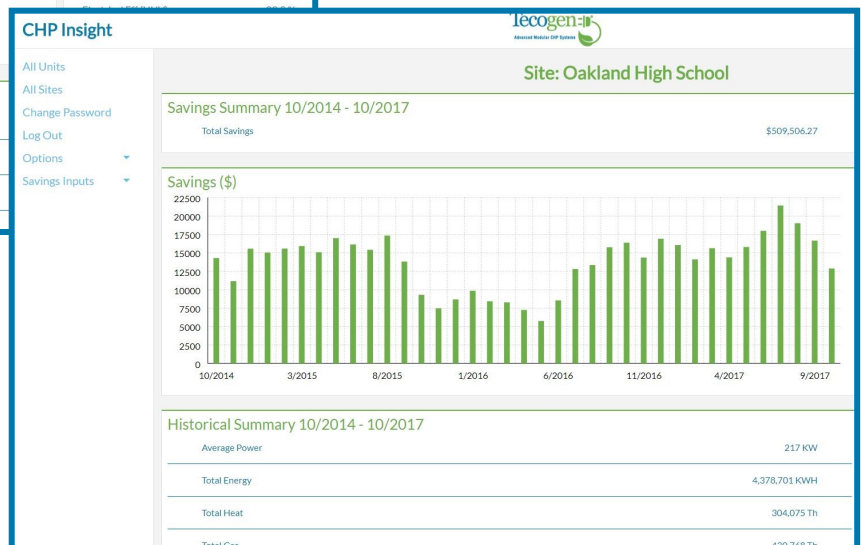 CHP Insight
Tecogen
Advanced Modular CHP Systems
All Units
All Sites
Change Password
Log Out
Options
Savings Inputs
Site: Oakland High School
Savings Summary 10/2014 - 10/2017
Total Savings $509,506.27
Savings ($)
22500
20000
17500
15000
12500
10000
7500
5000
2500
0
10/2014 3/2015 8/2015 1/2016 6/2016 11/2016 4/2017 9/2017
Historical Summary 10/2014 - 10/2017
Average Power 217 KW
Total Energy 4,378,701 KWH
Total Heat 304,075 Th
Total Gas